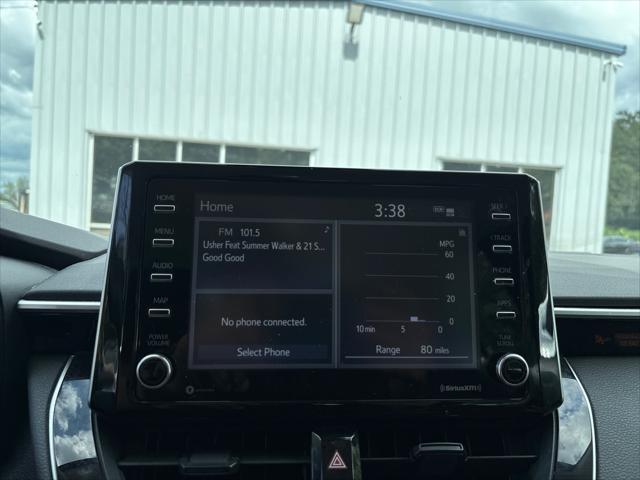 HOME
MENU
AUDIO
MAP
POWER
VOLUME
Home
3:38
FM 101.5
Usher Feat Summer Walker & 21 S...
Good Good
No phone connected.
Select Phone
MPG
60
40
20
0
10 min 5 0
Range 80 miles
SEEK >
< TRACK
PHONE
APPS
TUNE
SCROLL
SiriusXM